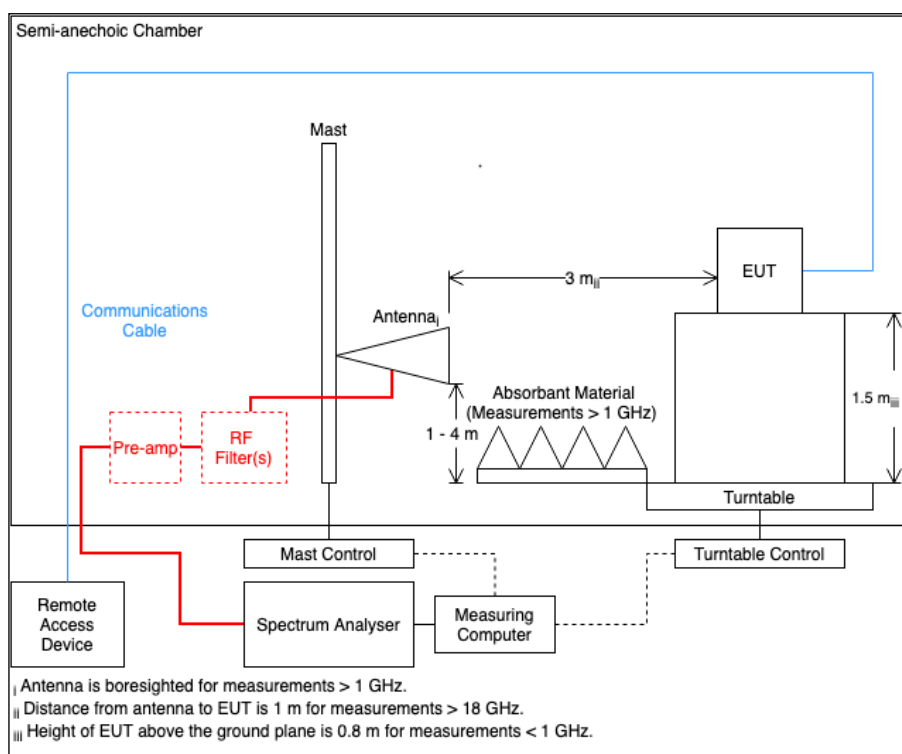 Semi-anechoic Chamber
Mast
EUT
3 m ii
Communications
Cable
Antenna i
1.5 m iii
Absorbant Material
(Measurements > 1 GHz)
1 - 4 m
Pre-amp
RF
Filter(s)
Turntable
Mast Control
Turntable Control
Remote
Access
Device
Spectrum Analyser
Measuring
Computer
i Antenna is boresighted for measurements > 1 GHz.
ii Distance from antenna to EUT is 1 m for measurements > 18 GHz.
iii Height of EUT above the ground plane is 0.8 m for measurements < 1 GHz.